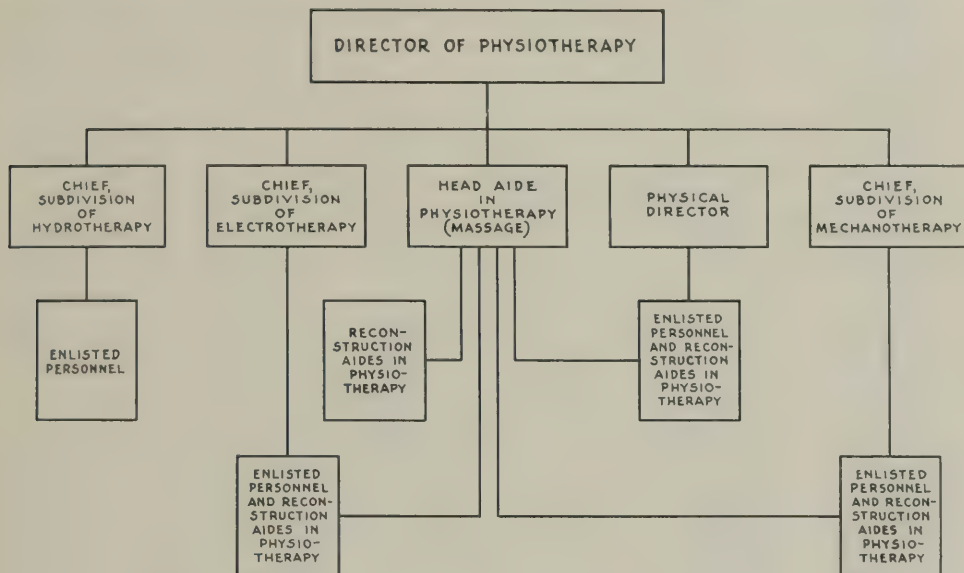 DIRECTOR OF PHYSIOTHERAPY
CHIEF,
SUBDIVISION
OF
HYDROTHERAPY
CHIEF,
SUBDIVISION
OF
ELECTROTHERAPY
HEAD AIDE
IN
PHYSIOTHERAPY
(MASSAGE)
PHYSICAL
DIRECTOR
CHIEF,
SUBDIVISION
OF
MECHANOTHERAPY
ENLISTED
PERSONNEL
RECON-
STRUCTION
AIDES IN
PHYSIO-
THERAPY
ENLISTED
PERSONNEL
AND RECON-
STRUCTION
AIDES IN
PHYSIO-
THERAPY
ENLISTED
PERSONNEL
AND RECON-
STRUCTION
AIDES IN
PHYSIO-
THERAPY
ENLISTED
PERSONNEL
AND RECON-
STRUCTION
AIDES IN
PHYSIO-
THERAPY